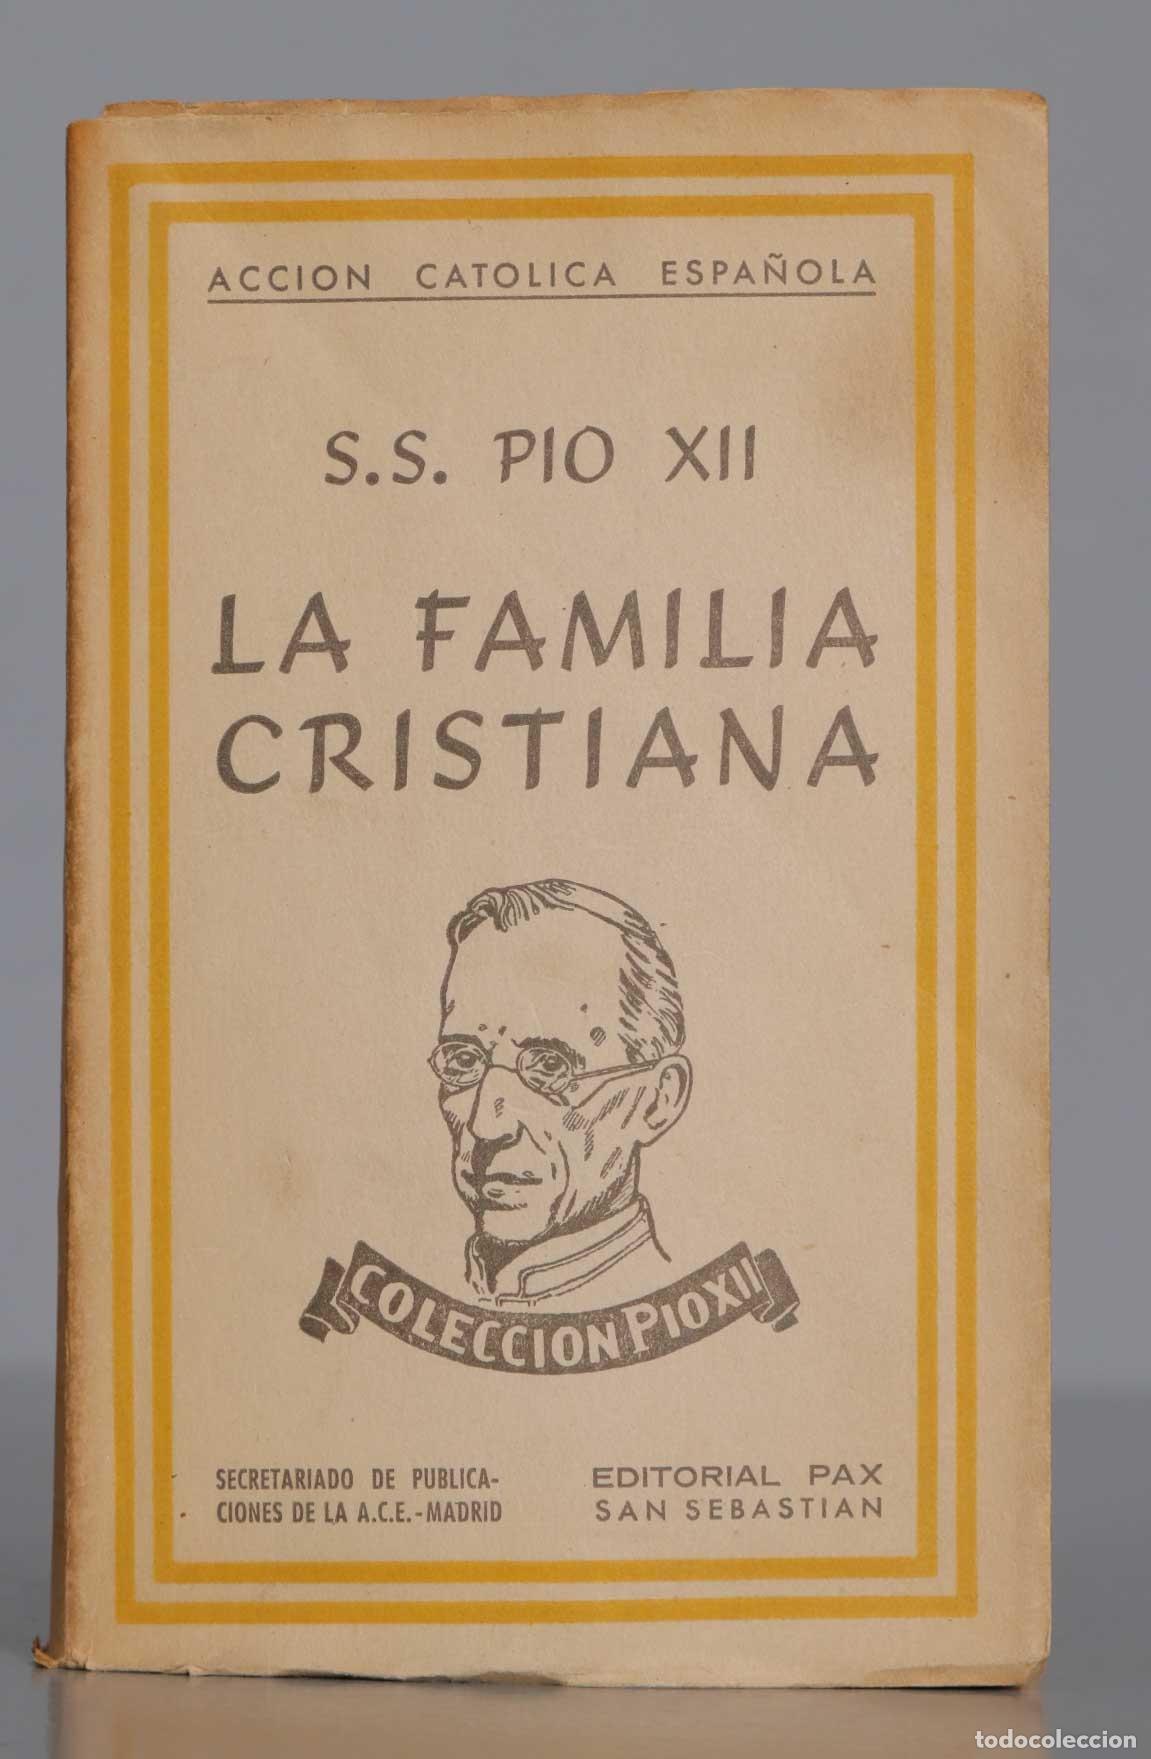 ACCION CATOLICA ESPAÑOLA
S.S. PIO XII
LA FAMILIA
CRISTIANA
COLECCION PIO XII
SECRETARIADO DE PUBLICA-
CIONES DE LA A.C.E.-MADRID
EDITORIAL PAX
SAN SEBASTIAN
todocoleccion